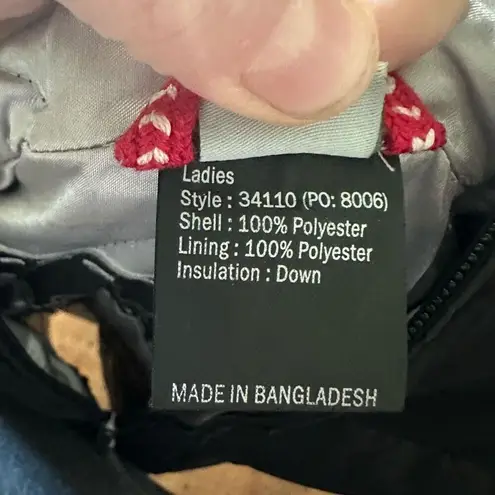 Ladies
Style : 34110 (PO: 8006)
Shell : 100% Polyester
Lining : 100% Polyester
Insulation : Down
MADE IN BANGLADESH